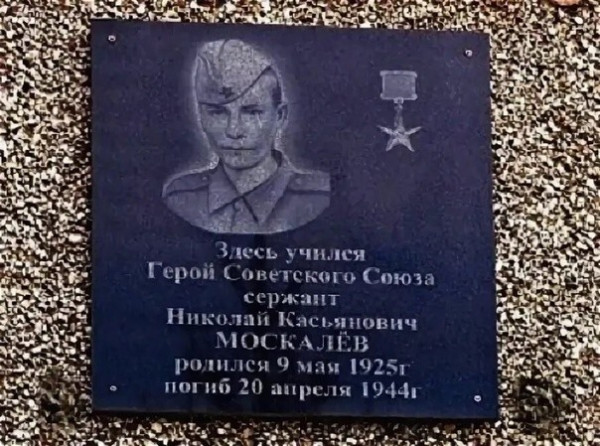 Здесь учился
Герой Советского Союза
сержант
Николай Касьянович
МОСКАЛЁВ
родился 9 мая 1925г
погиб 20 апреля 1944г